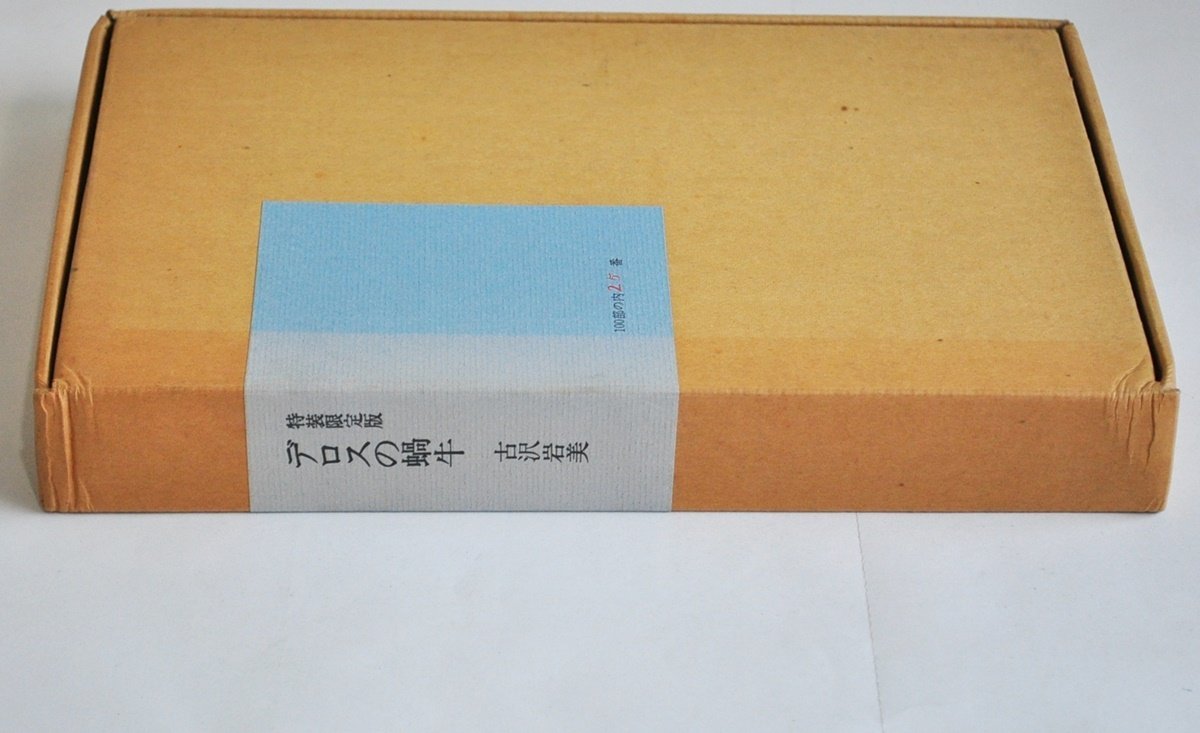 特装限定版
デロスの蝸牛 古沢岩美
100部の内25番